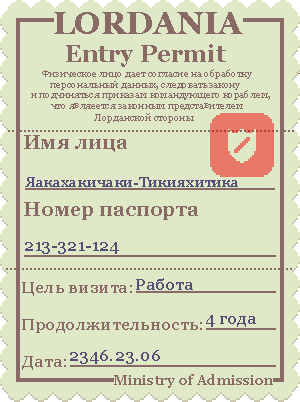 LORDANIA
Entry Permit
Физическое лицо дает согласие на обработку
персональный данных, следовать закону
и подчиняться приказам командующего кораблем,
что является законным представителем
Лорданской стороны
Имя лица
Яакахакичаки-Тикияхитика
Номер паспорта
213-321-124
Цель визита: Работа
Продолжительность: 4 года
Дата: 2346.23.06
Ministry of Admission